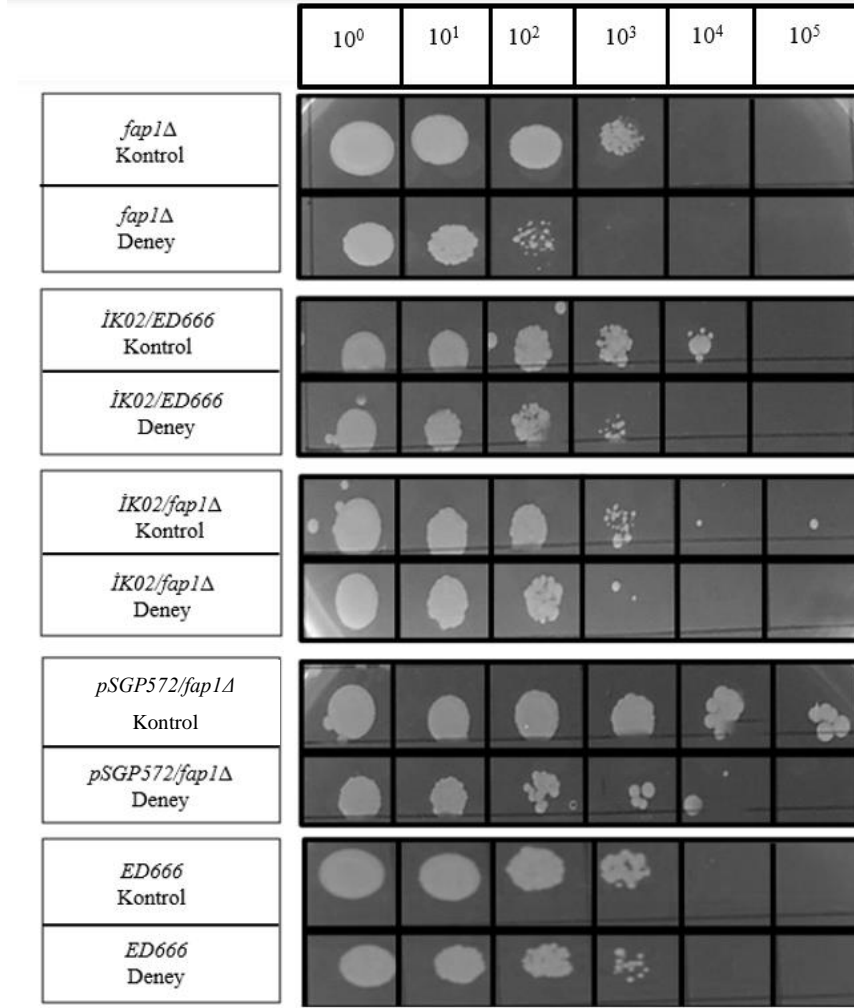 10⁰ 10¹ 10² 10³ 10⁴ 10⁵
fap1Δ
Kontrol
fap1Δ
Deney
İK02/ED666
Kontrol
İK02/ED666
Deney
İK02/fap1Δ
Kontrol
İK02/fap1Δ
Deney
pSGP572/fap1Δ
Kontrol
pSGP572/fap1Δ
Deney
ED666
Kontrol
ED666
Deney